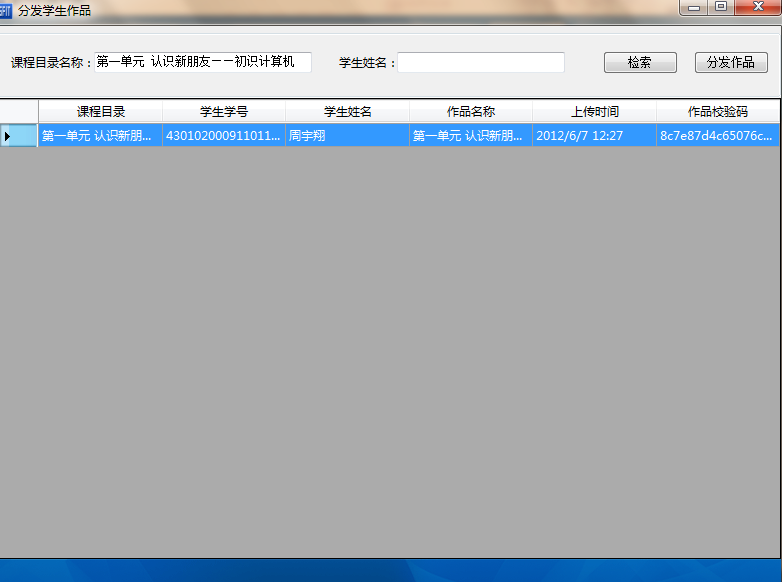 分发学生作品
课程目录名称： 第一单元 认识新朋友——初识计算机 学生姓名： 检索 分发作品
课程目录 学生学号 学生姓名 作品名称 上传时间 作品校验码
第一单元 认识新朋... 430102000911011... 周宇翔 第一单元 认识新朋... 2012/6/7 12:27 8c7e87d4c65076c...